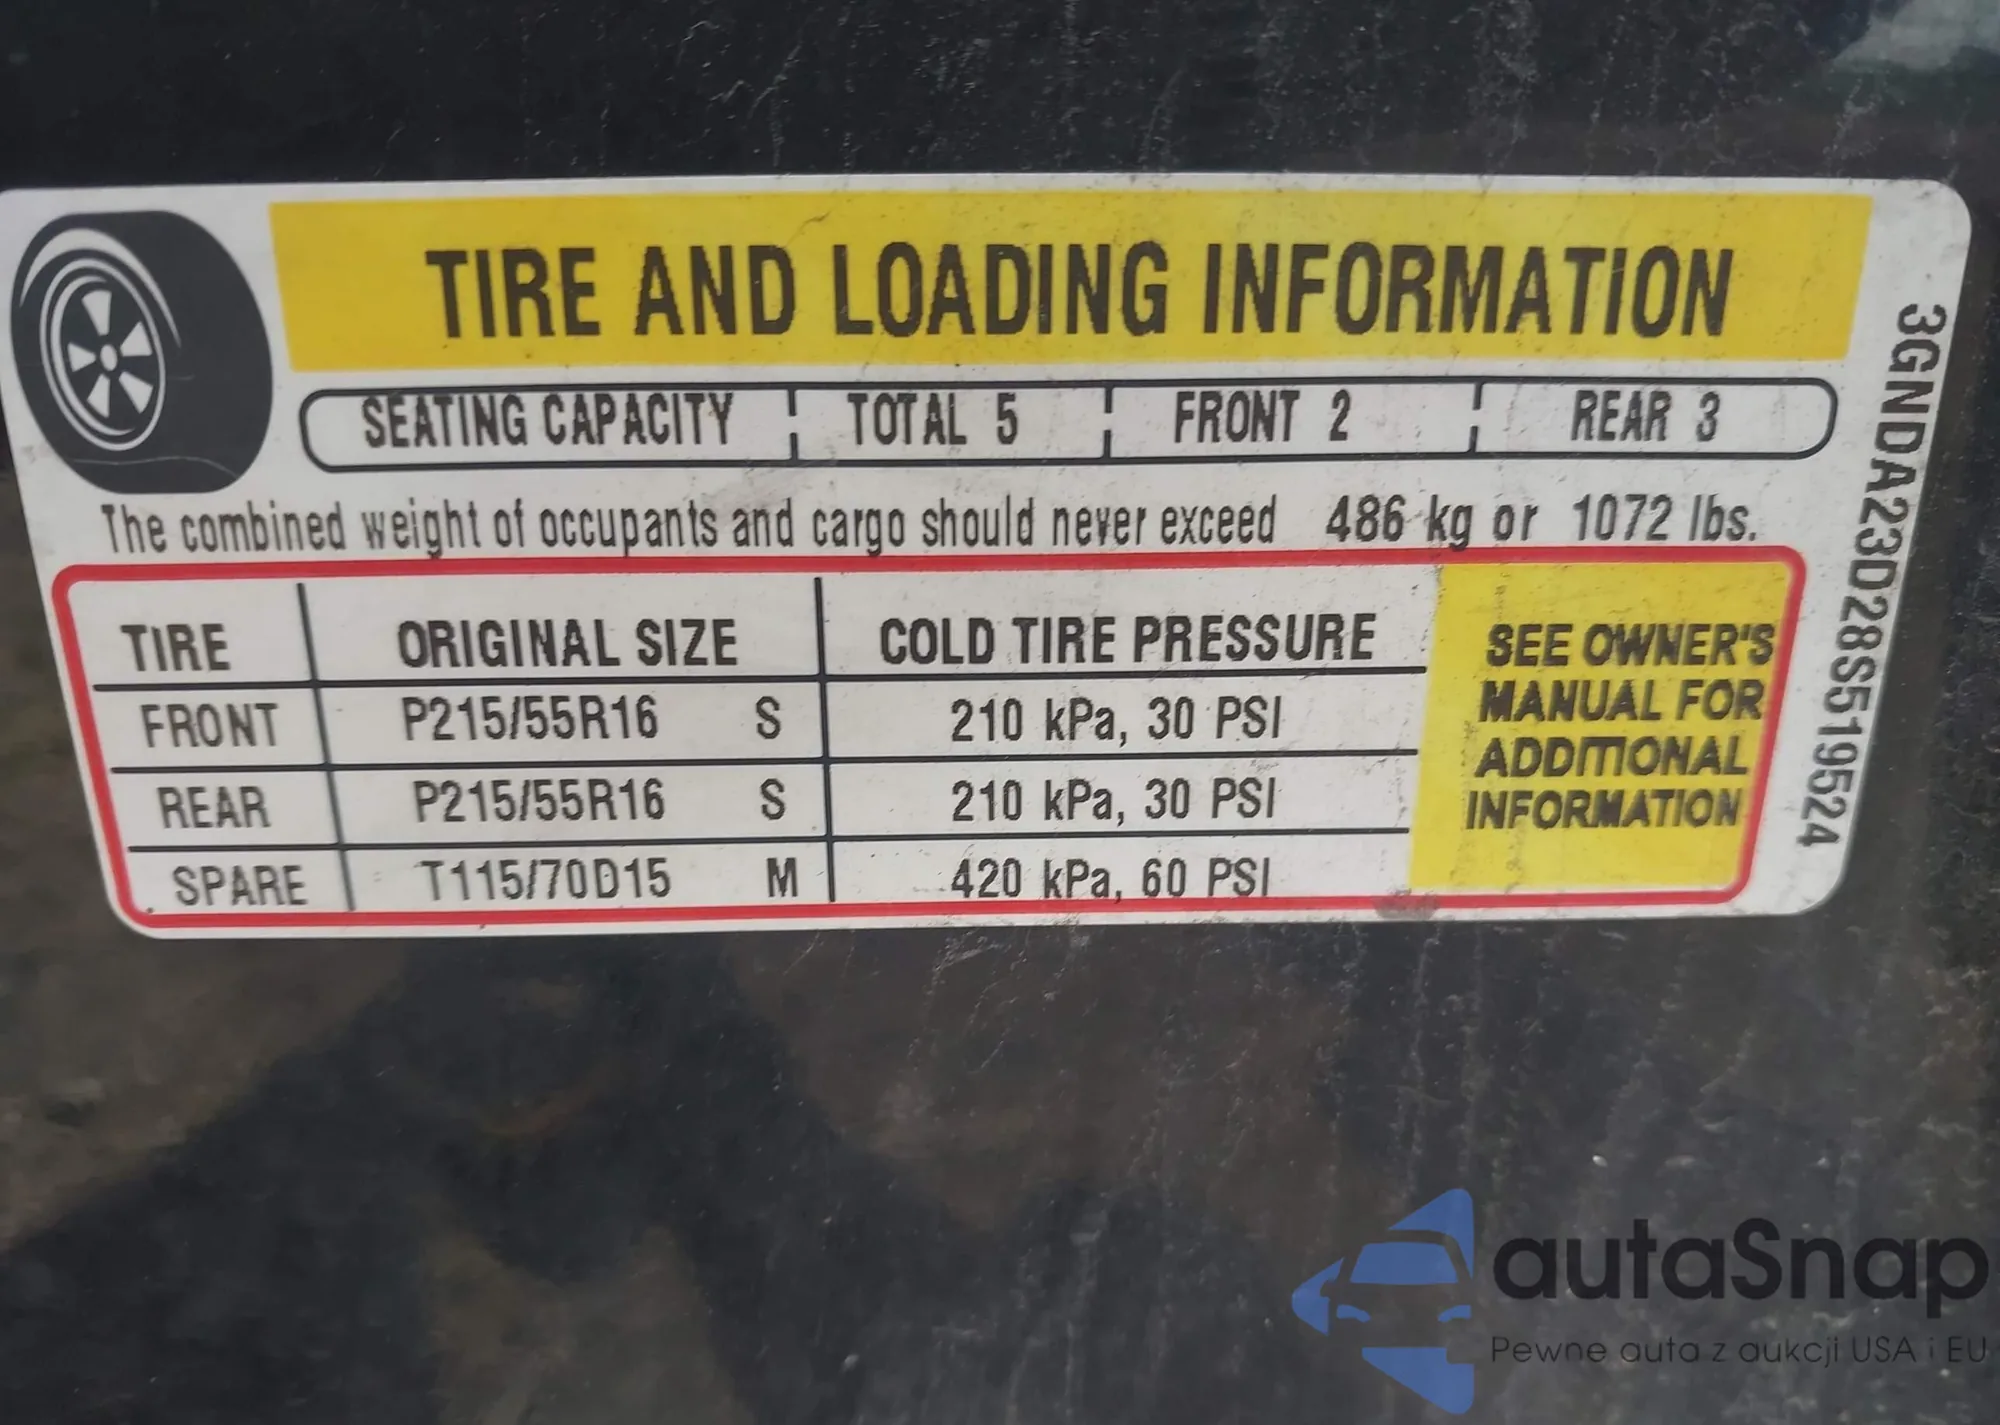 TIRE AND LOADING INFORMATION
SEATING CAPACITY TOTAL 5 FRONT 2 REAR 3
The combined weight of occupants and cargo should never exceed 486 kg or 1072 lbs.
TIRE ORIGINAL SIZE COLD TIRE PRESSURE
FRONT P215/55R16 S 210 kPa, 30 PSI
REAR P215/55R16 S 210 kPa, 30 PSI
SPARE T115/70D15 M 420 kPa, 60 PSI
SEE OWNER'S
MANUAL FOR
ADDITIONAL
INFORMATION
3GNDA23D28S519524
autaSnap
Pewne auta z aukcji USA i EU